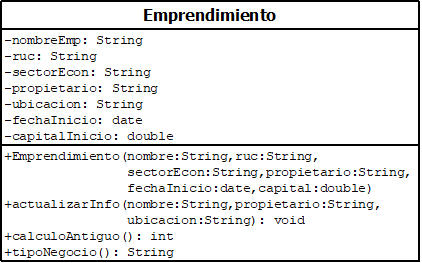 Emprendimiento
-nombreEmp: String
-ruc: String
-sectorEcon: String
-propietario: String
-ubicacion: String
-fechaInicio: date
-capitalInicio: double
+Emprendimiento(nombre:String,ruc:String,
sectorEcon:String,propietario:String,
fechaInicio:date,capital:double)
+actualizarInfo(nombre:String,propietario:String,
ubicacion:String): void
+calculoAntiguo(): int
+tipoNegocio(): String